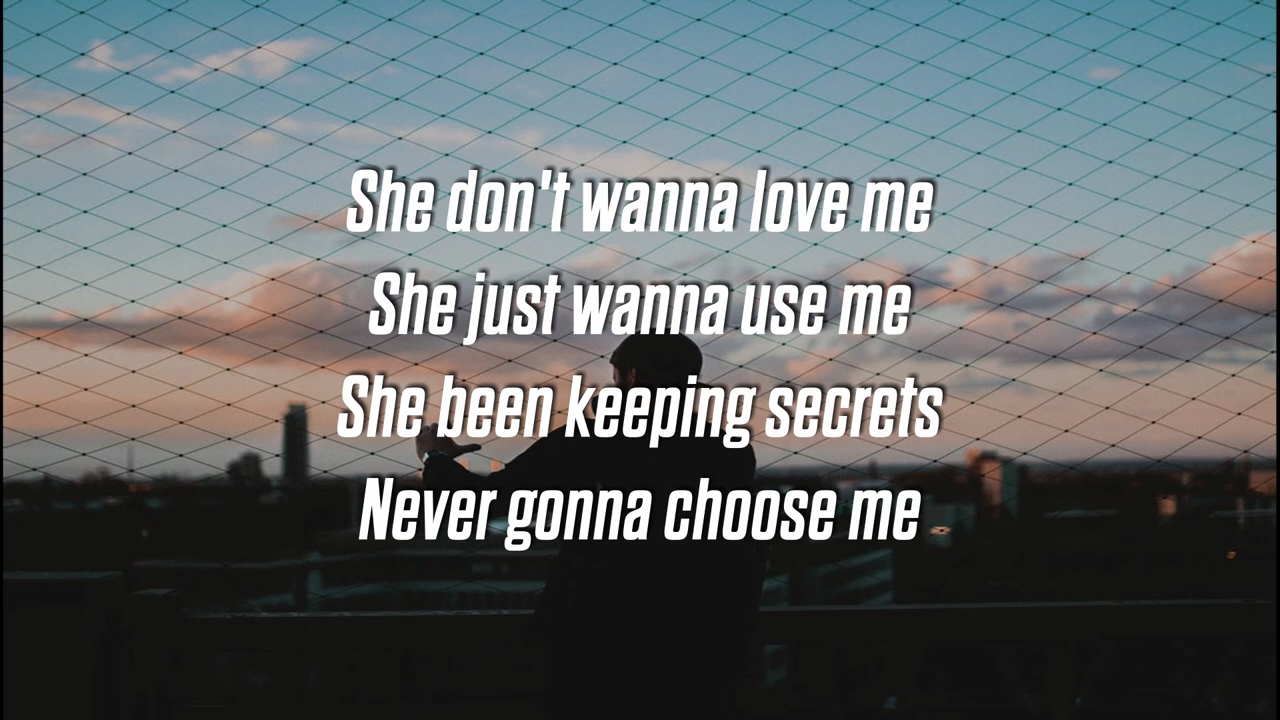 She don't wanna love me
She just wanna use me
She been keeping secrets
Never gonna choose me